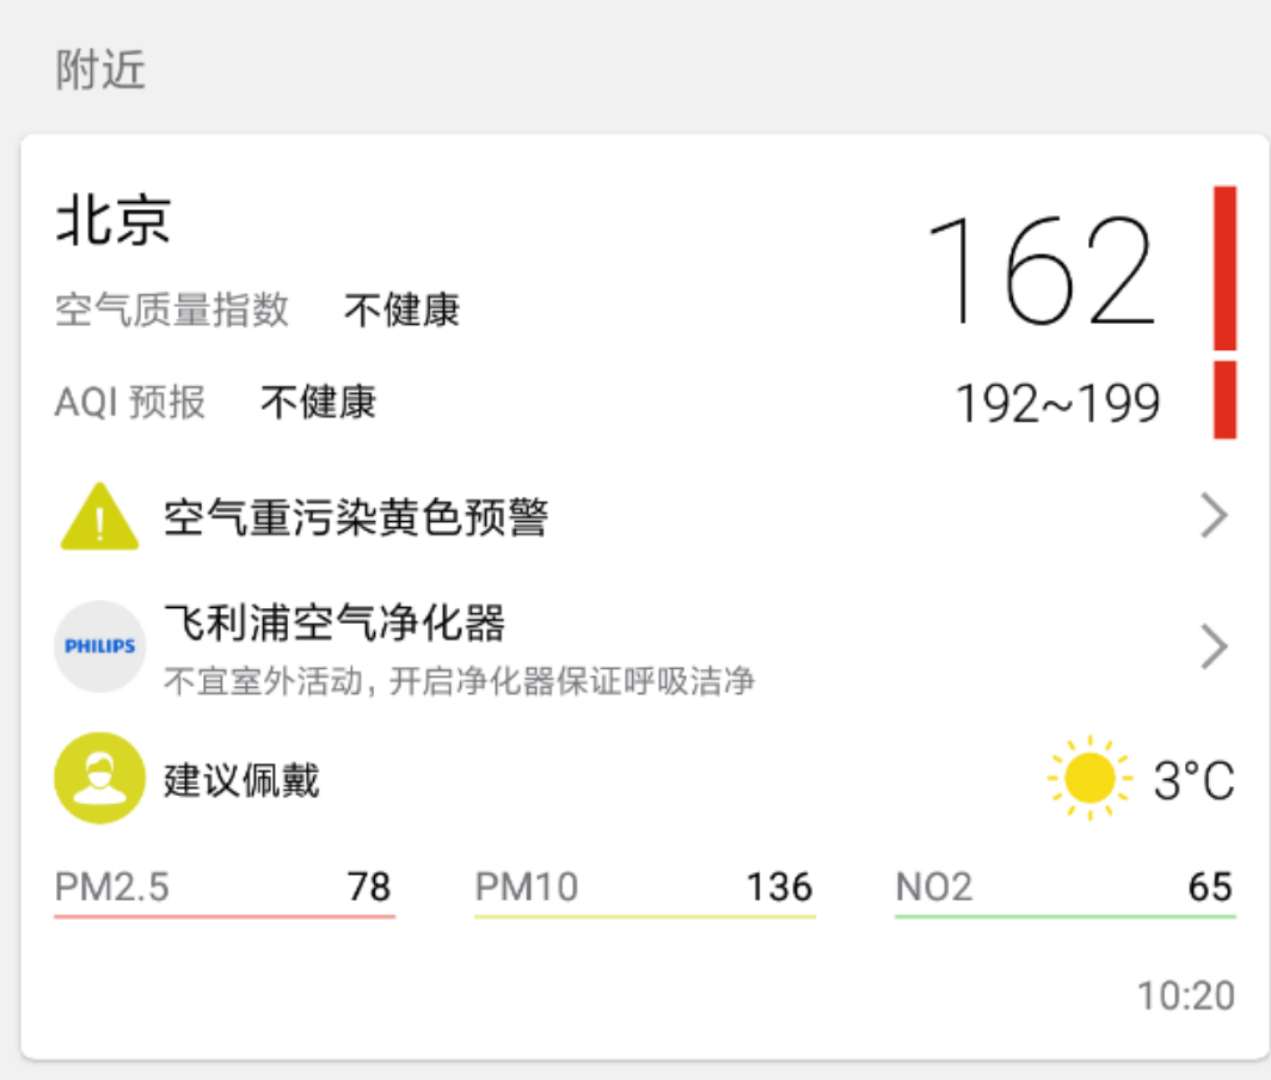 附近
北京
162
空气质量指数 不健康
AQI 预报 不健康 192~199
空气重污染黄色预警
PHILIPS
飞利浦空气净化器
不宜室外活动, 开启净化器保证呼吸洁净
建议佩戴 3°C
PM2.5 78 PM10 136 NO2 65
10:20